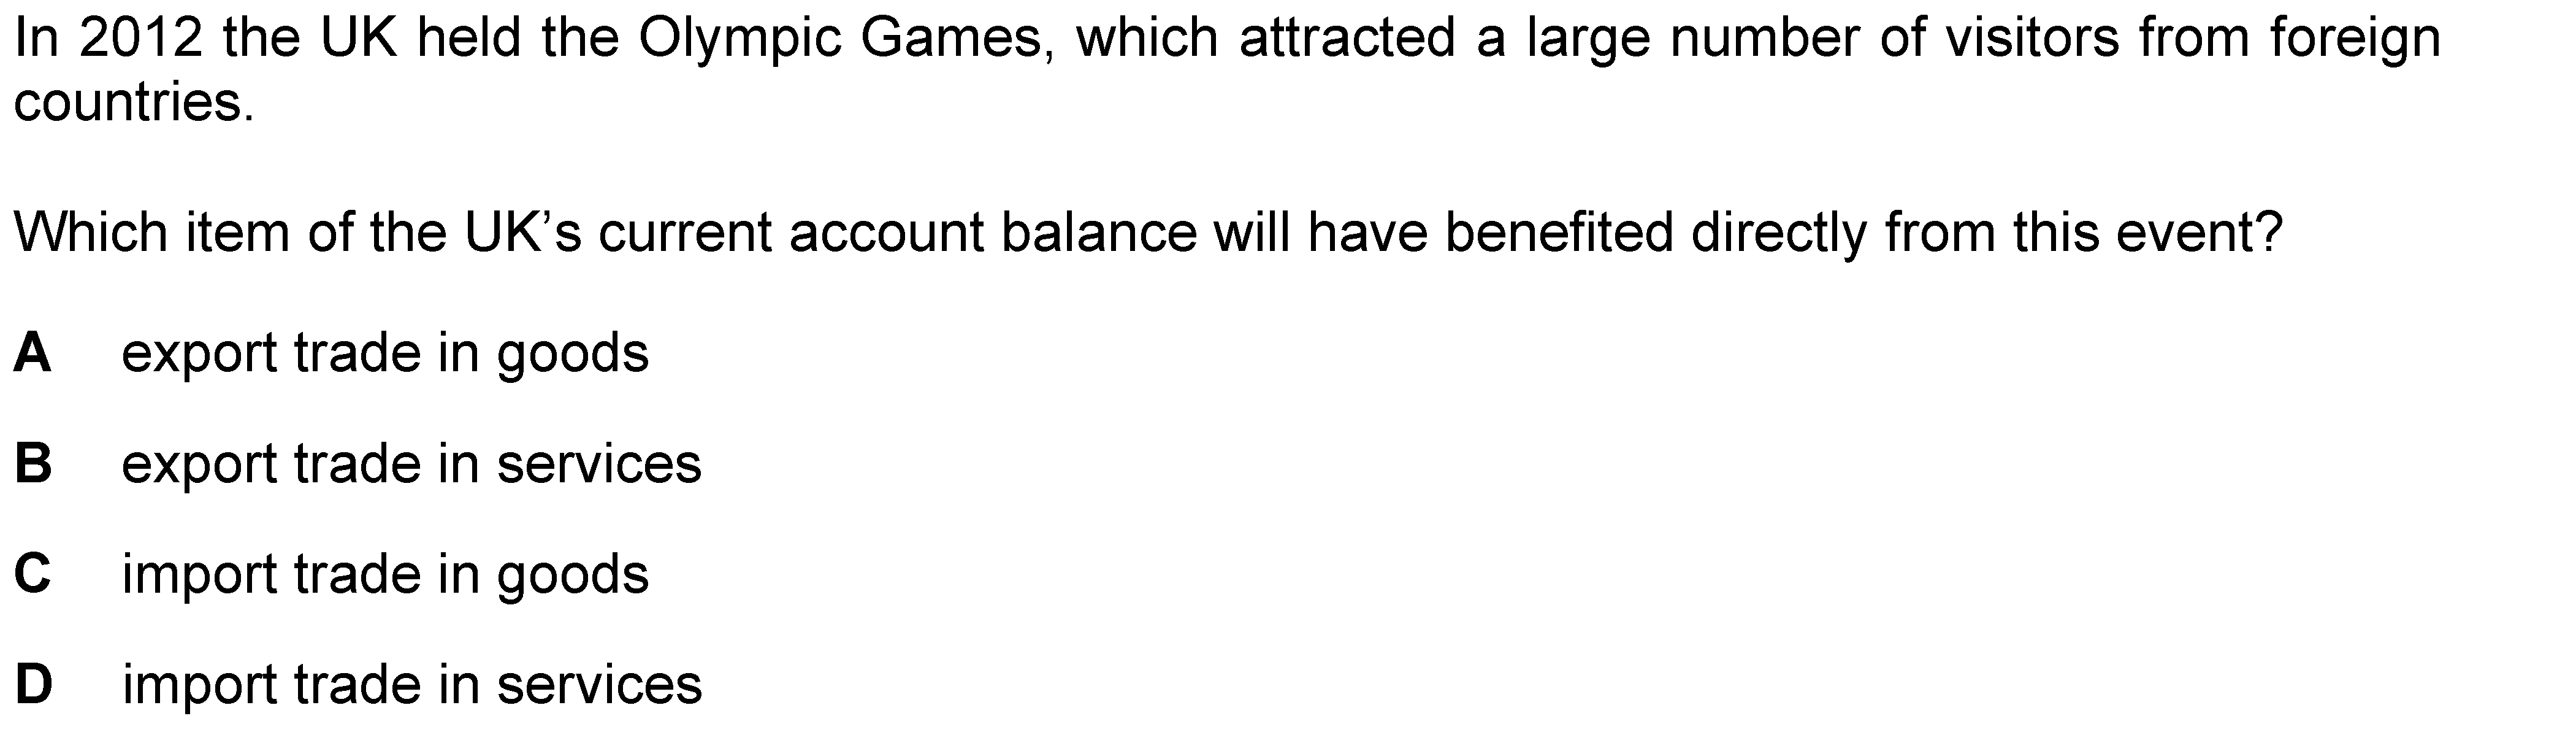 In 2012 the UK held the Olympic Games, which attracted a large number of visitors from foreign
countries.
Which item of the UK’s current account balance will have benefited directly from this event?
A export trade in goods
B export trade in services
C import trade in goods
D import trade in services